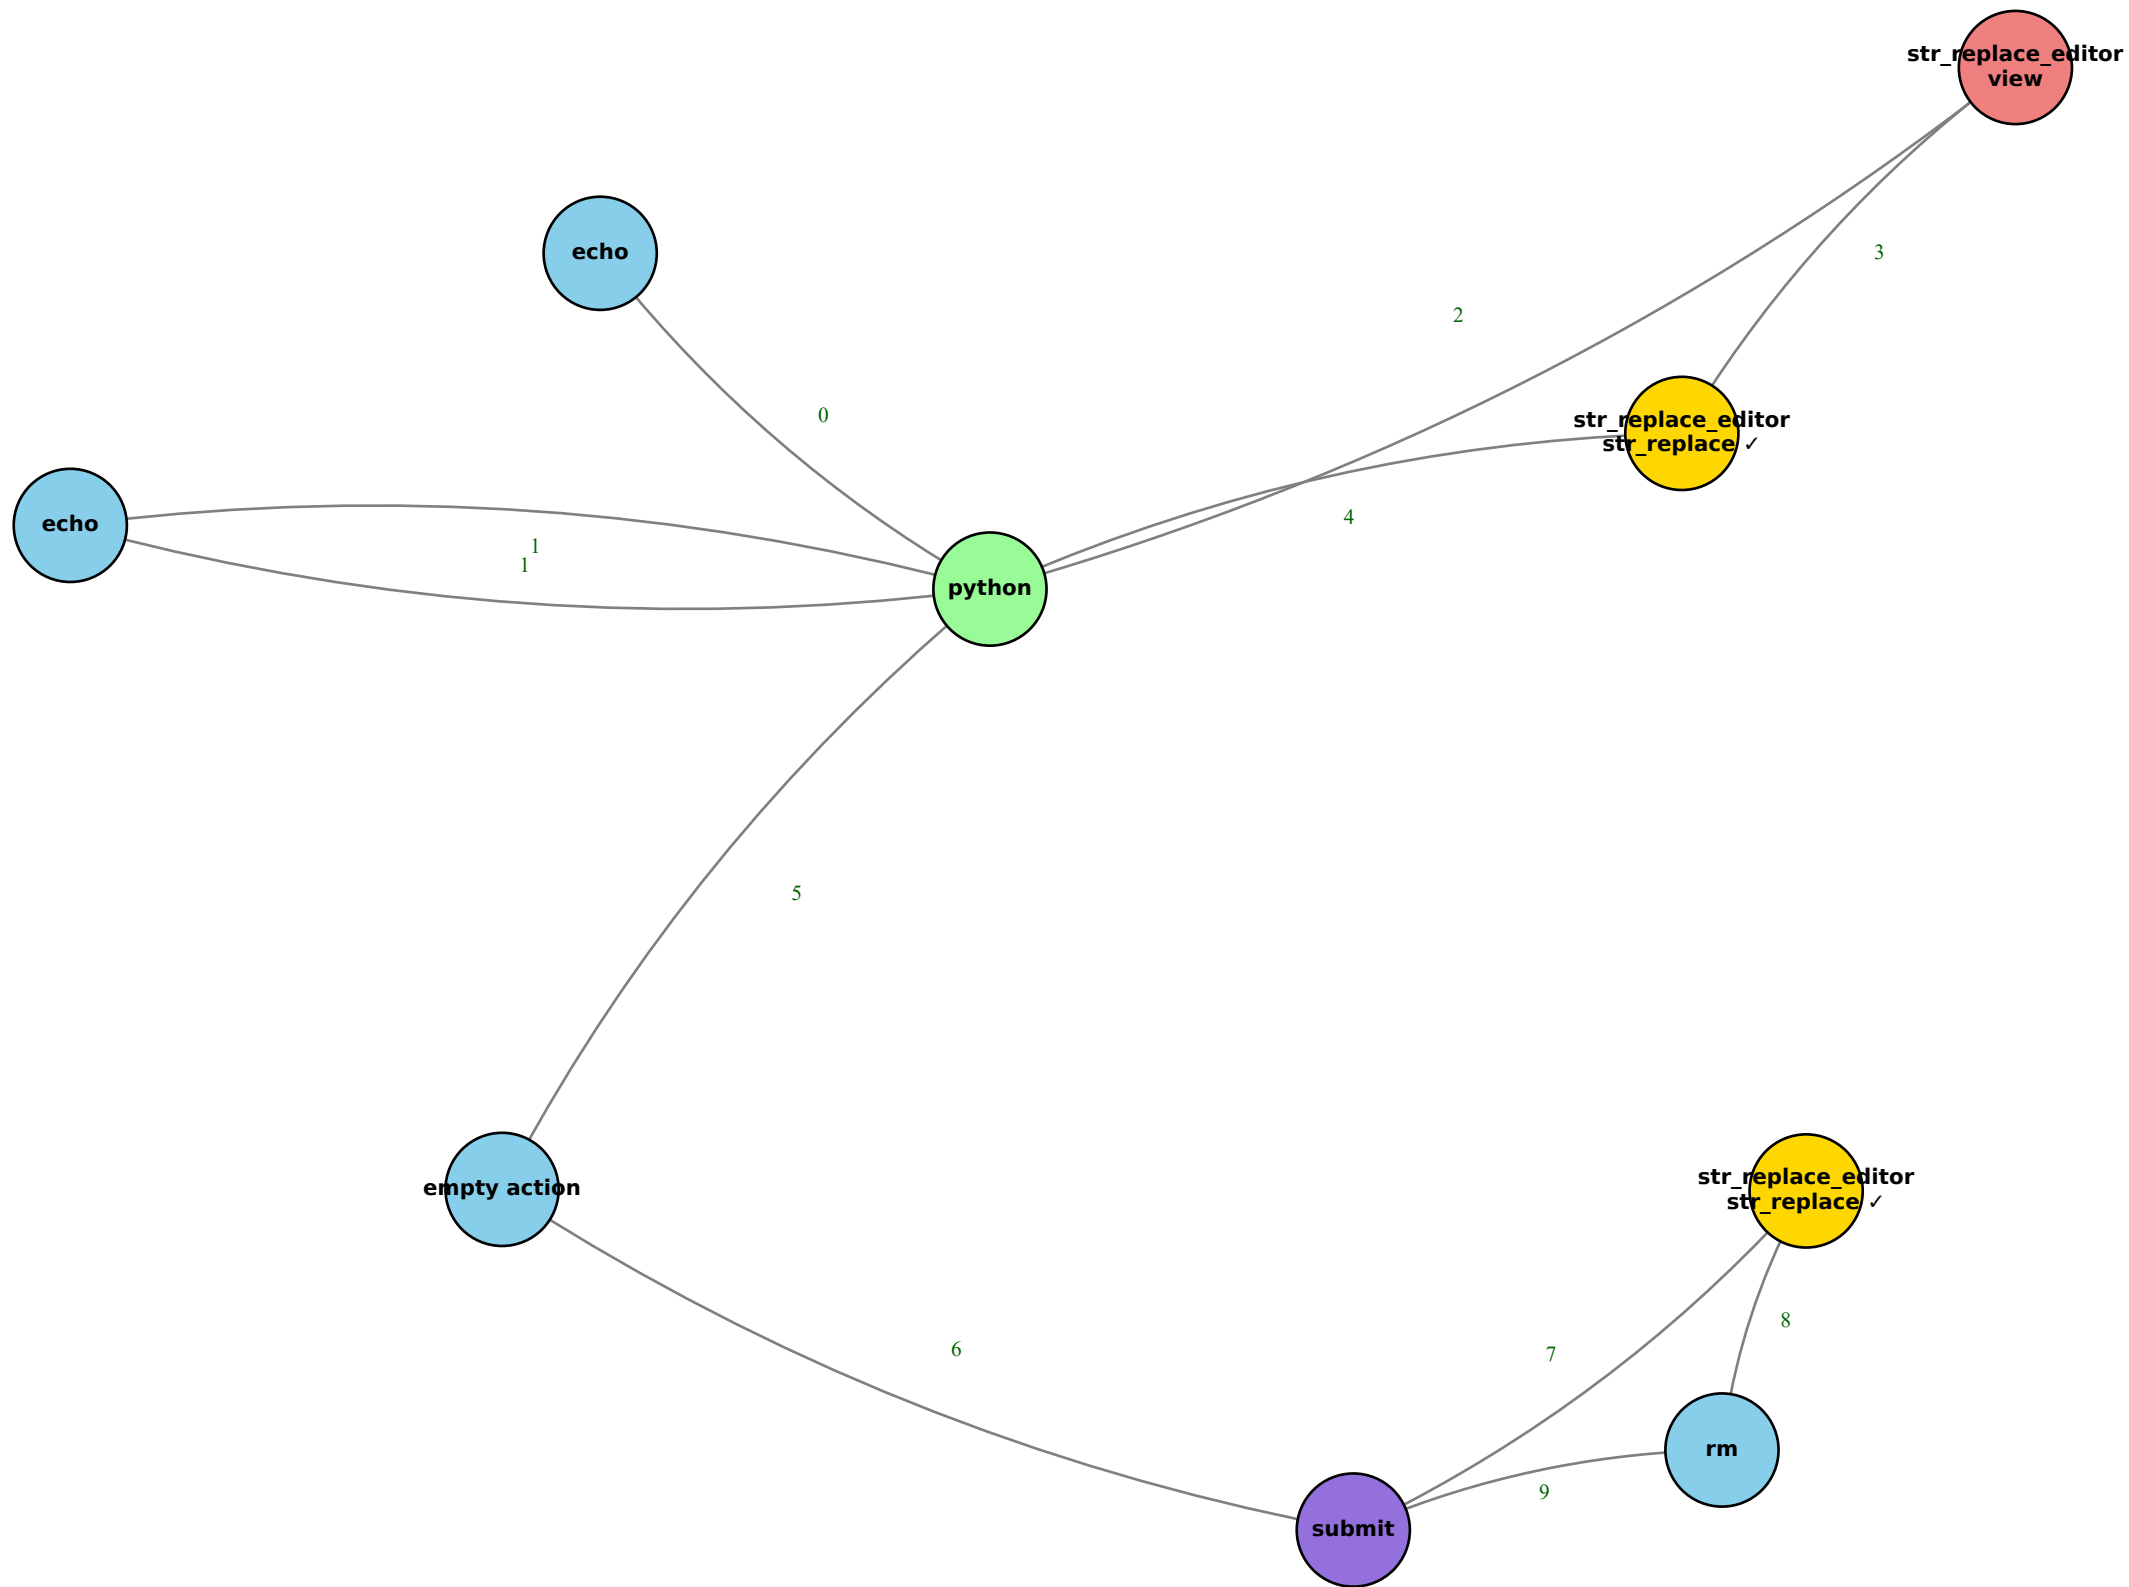 str_replace_editor
view
echo
3
2
0
str_replace_editor
str_replace ✓
4
echo
1
1
python
5
empty action
str_replace_editor
str_replace ✓
8
6
7
rm
9
submit